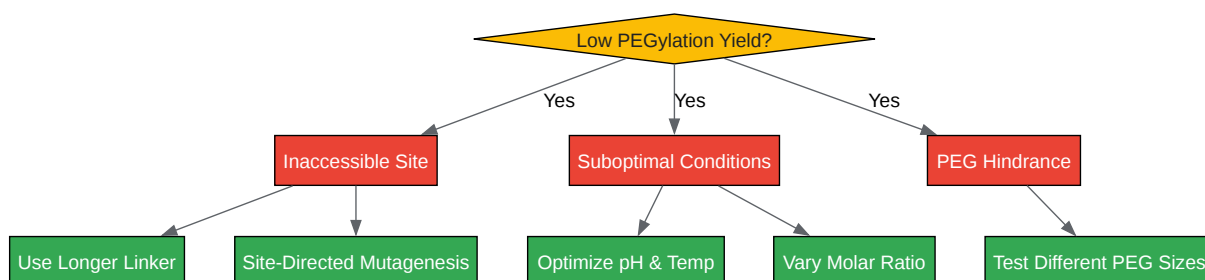 Low PEGylation Yield?
Yes
Yes
Yes
Inaccessible Site
Suboptimal Conditions
PEG Hindrance
Use Longer Linker
Site-Directed Mutagenesis
Optimize pH & Temp
Vary Molar Ratio
Test Different PEG Sizes